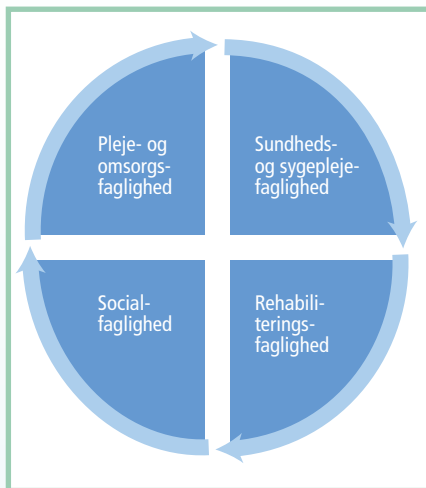 Pleje- og
omsorgs-
faglighed
Sundheds-
og sygepleje-
faglighed
Social-
faglighed
Rehabili-
terings-
faglighed